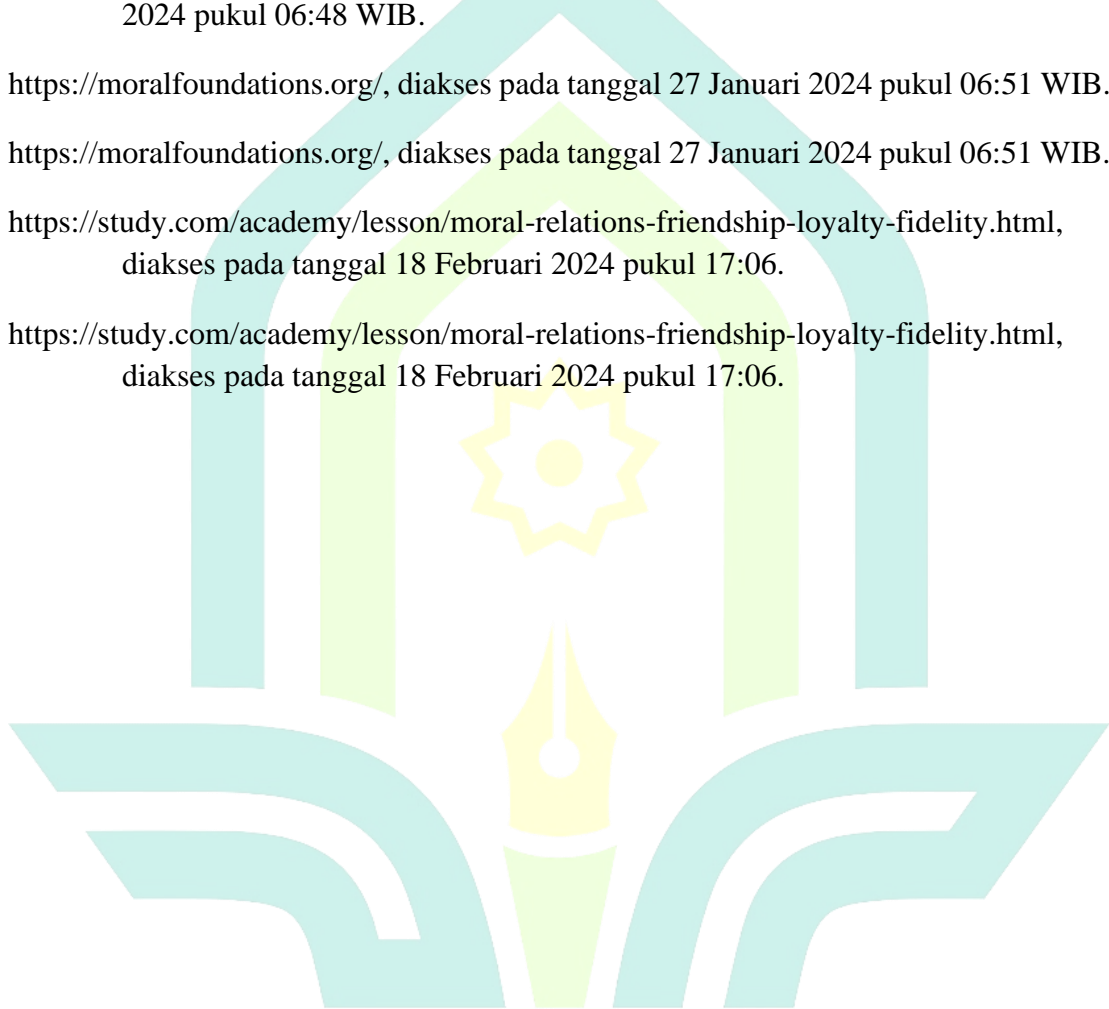 2024 pukul 06:48 WIB.
https://moralfoundations.org/, diakses pada tanggal 27 Januari 2024 pukul 06:51 WIB.
https://moralfoundations.org/, diakses pada tanggal 27 Januari 2024 pukul 06:51 WIB.
https://study.com/academy/lesson/moral-relations-friendship-loyalty-fidelity.html,
diakses pada tanggal 18 Februari 2024 pukul 17:06.
https://study.com/academy/lesson/moral-relations-friendship-loyalty-fidelity.html,
diakses pada tanggal 18 Februari 2024 pukul 17:06.